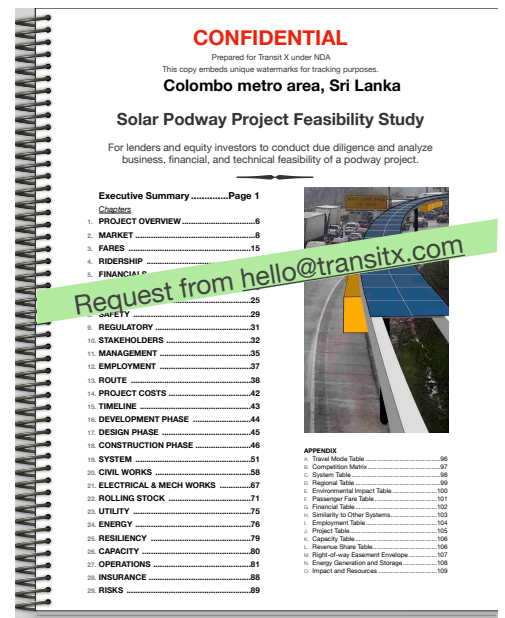 CONFIDENTIAL
Prepared for Transit X under NDA
This copy embeds unique watermarks for tracking purposes.
Colombo metro area, Sri Lanka
Solar Podway Project Feasibility Study
For lenders and equity investors to conduct due diligence and analyze
business, financial, and technical feasibility of a podway project.
Executive Summary..............Page 1
Chapters
1. PROJECT OVERVIEW...................................6
2. MARKET..................................................8
3. FARES ..................................................15
4. RIDERSHIP
5. FINANCIALS
Request from hello@transitx.com
25
8. SAFETY ..................................................29
9. REGULATORY ..................................................31
10. STAKEHOLDERS ..................................................32
11. MANAGEMENT ..................................................35
12. EMPLOYMENT ..................................................37
13. ROUTE ..................................................38
14. PROJECT COSTS ..................................................42
15. TIMELINE ..................................................43
16. DEVELOPMENT PHASE ..................................................44
17. DESIGN PHASE ..................................................45
18. CONSTRUCTION PHASE ..................................................46
19. SYSTEM ..................................................51
20. CIVIL WORKS ..................................................58
21. ELECTRICAL & MECH WORKS ............67
22. ROLLING STOCK ..................................................71
23. UTILITY ..................................................75
24. ENERGY ..................................................76
25. RESILIENCY ..................................................79
26. CAPACITY ..................................................80
27. OPERATIONS ..................................................81
28. INSURANCE ..................................................88
29. RISKS ..................................................89
APPENDIX
A. Travel Mode Table ..................................96
B. Competition Matrix..................................97
C. System Table ..................................98
D. Regional Table ..................................99
E. Environmental Impact Table ....................100
F. Passenger Fare Table ..................................101
G. Financial Table ..................................102
H. Similarity to Other Systems....................103
I. Employment Table ..................................104
J. Project Table ..................................105
K. Capacity Table ..................................106
L. Revenue Share Table..................................106
M. Right-of-way Easement Envelope............107
N. Energy Generation and Storage................108
O. Impact and Resources ..................................109